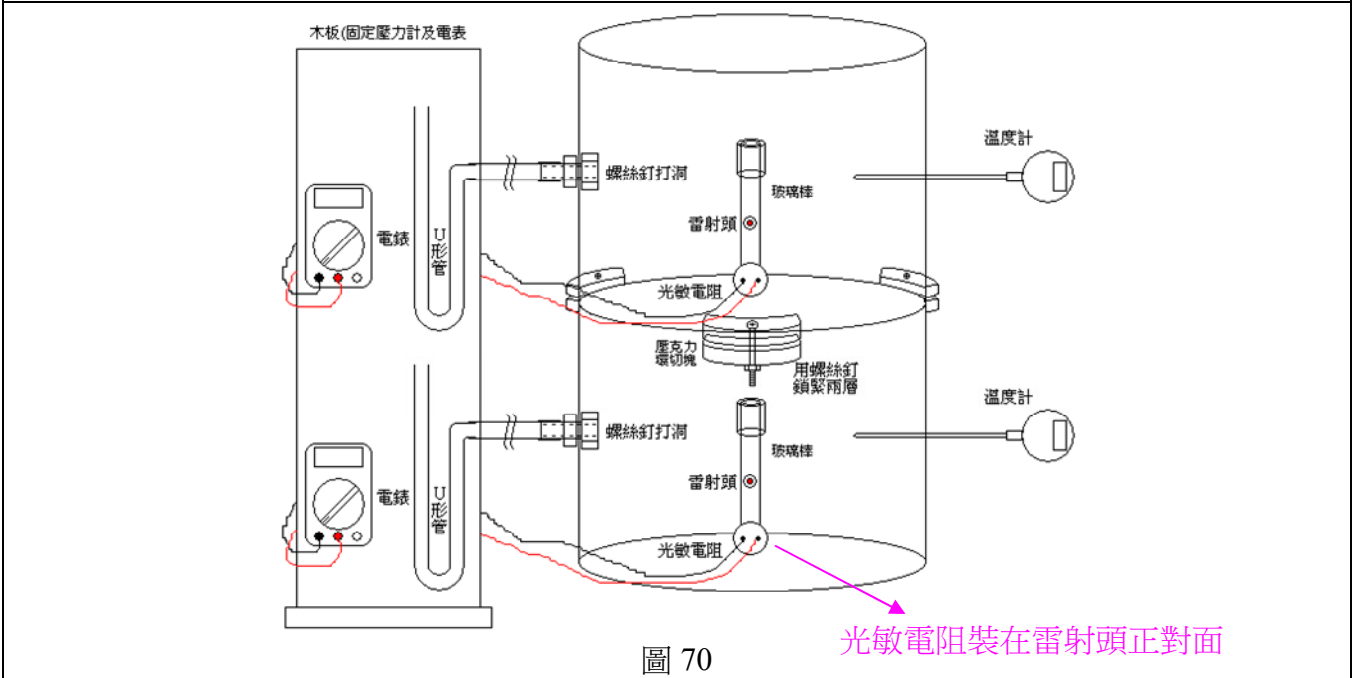 木板(固定壓力計及電表
溫度計
螺絲釘打洞
玻璃棒
雷射頭
電錶
U形管
光敏電阻
壓克力
環切塊
用螺絲釘
鎖緊兩層
溫度計
螺絲釘打洞
玻璃棒
雷射頭
電錶
U形管
光敏電阻
光敏電阻裝在雷射頭正對面
圖 70